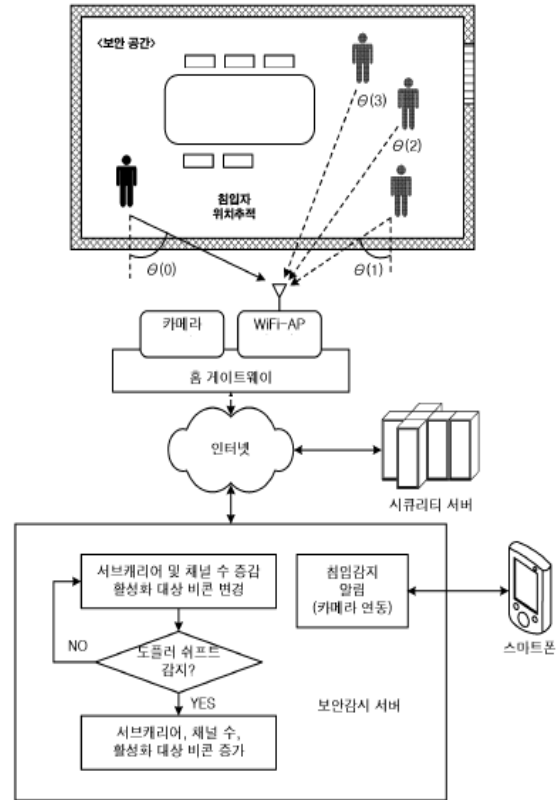 <보안 공간>
θ(3)
θ(2)
침입자
위치추적
θ(0)
θ(1)
카메라
WiFi-AP
홈 게이트웨이
인터넷
시큐리티 서버
서브캐리어 및 채널 수 증감
활성화 대상 비콘 변경
침입감지
알림
(카메라 연동)
NO
도플러 쉬프트
감지?
스마트폰
YES
보안감시 서버
서브캐리어, 채널 수,
활성화 대상 비콘 증가